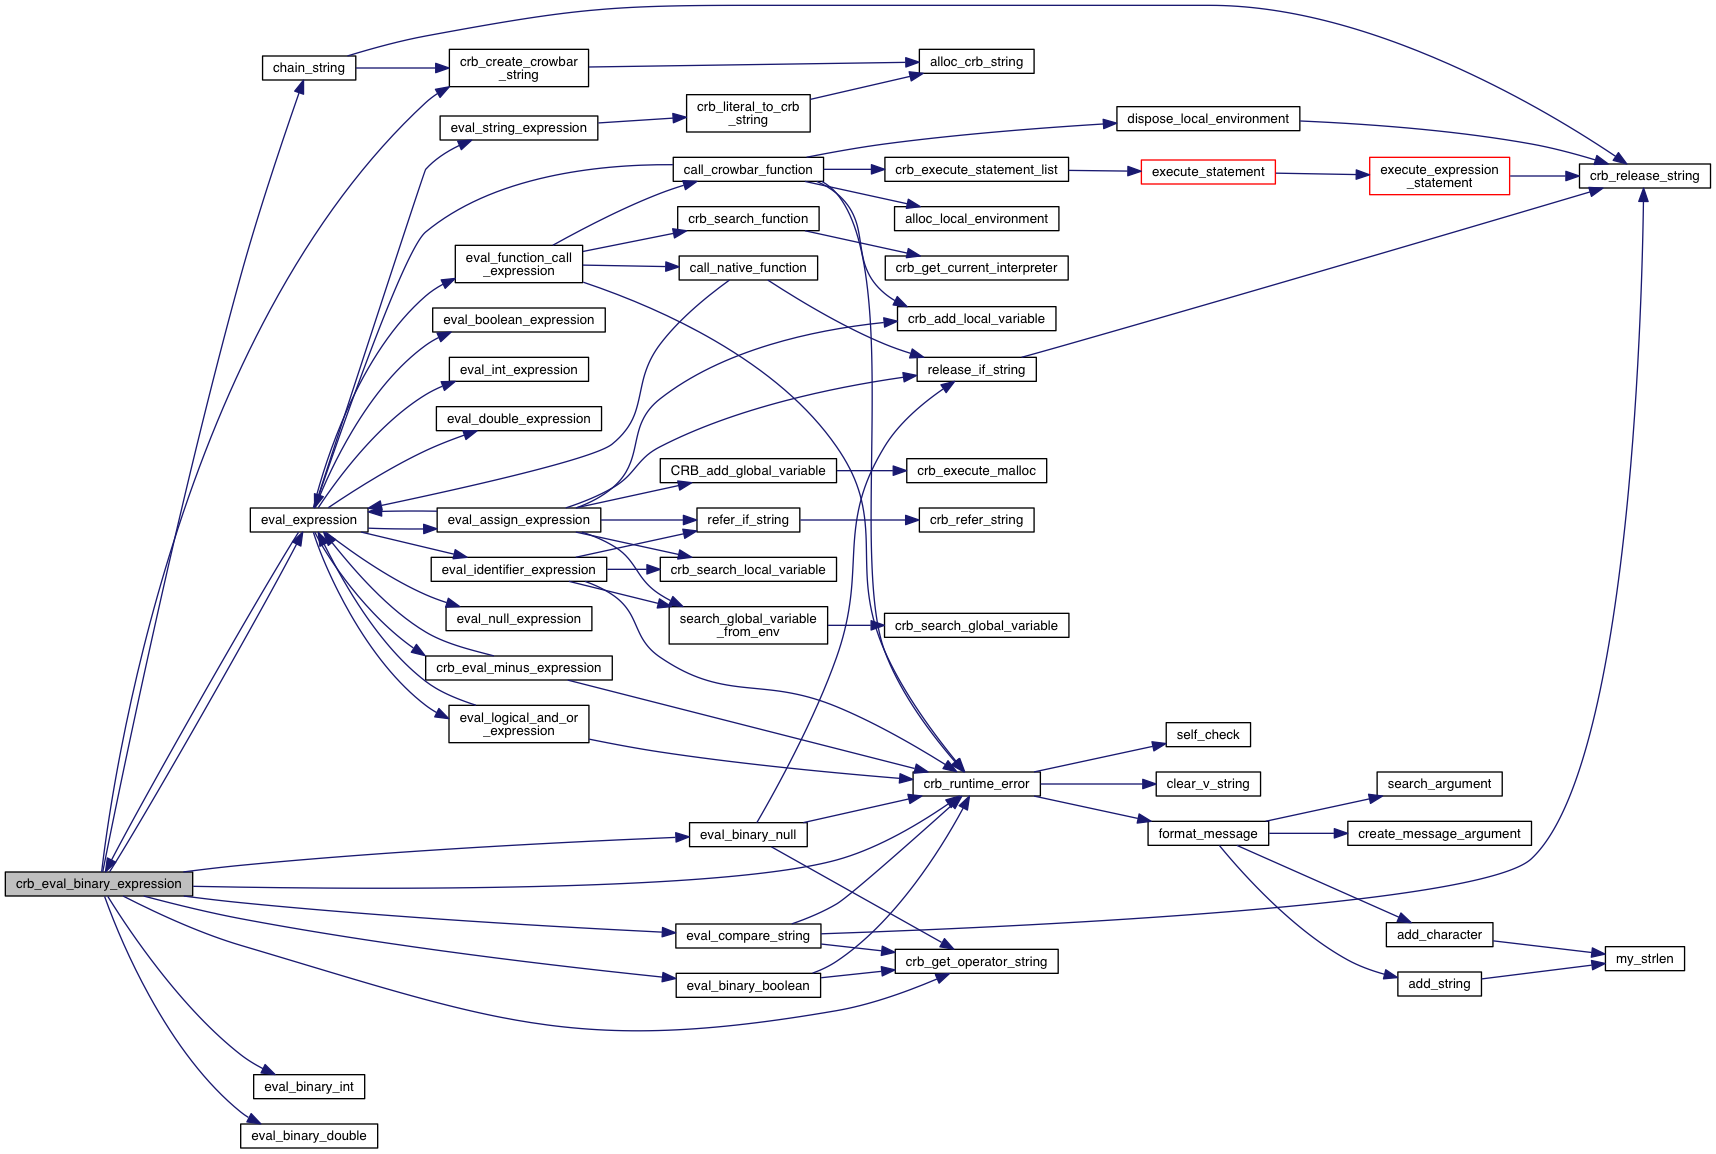 chain_string
crb_create_crowbar
_string
alloc_crb_string
crb_literal_to_crb
_string
eval_string_expression
dispose_local_environment
call_crowbar_function
crb_execute_statement_list
execute_statement
execute_expression
_statement
crb_release_string
crb_search_function
alloc_local_environment
eval_function_call
_expression
call_native_function
crb_get_current_interpreter
eval_boolean_expression
crb_add_local_variable
eval_int_expression
release_if_string
eval_double_expression
CRB_add_global_variable
crb_execute_malloc
eval_expression
eval_assign_expression
refer_if_string
crb_refer_string
eval_identifier_expression
crb_search_local_variable
eval_null_expression
search_global_variable
_from_env
crb_search_global_variable
crb_eval_minus_expression
eval_logical_and_or
_expression
self_check
crb_runtime_error
clear_v_string
search_argument
eval_binary_null
format_message
create_message_argument
crb_eval_binary_expression
eval_compare_string
add_character
crb_get_operator_string
my_strlen
eval_binary_boolean
add_string
eval_binary_int
eval_binary_double